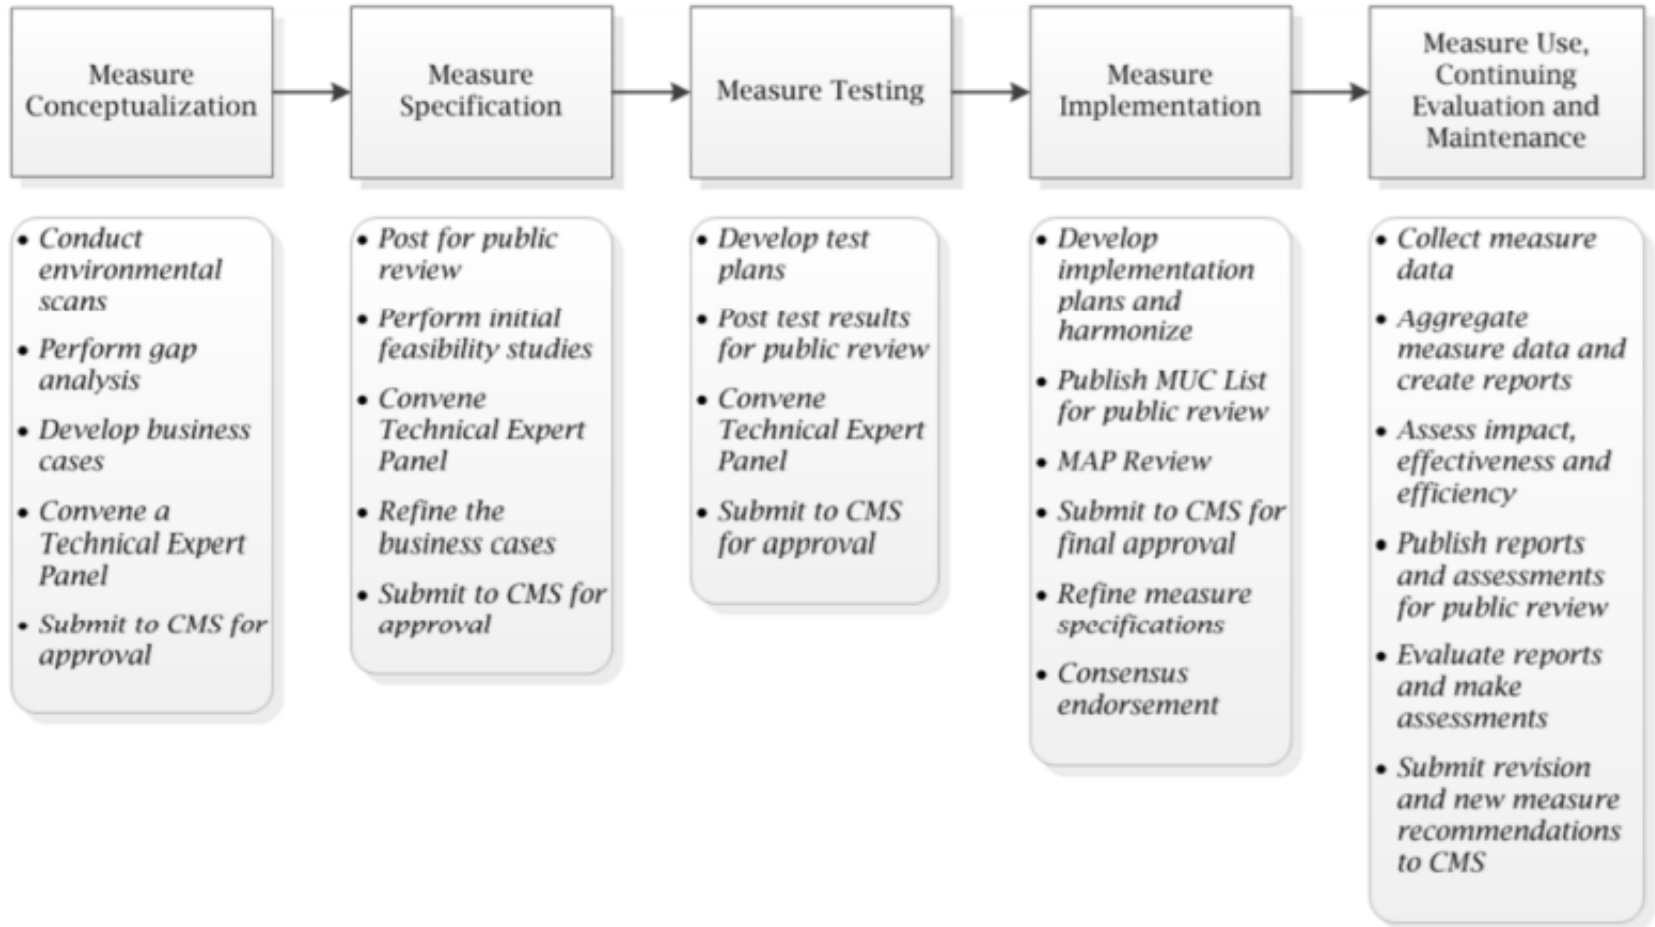 Measure
Conceptualization
Measure
Specification
Measure Testing
Measure
Implementation
Measure Use,
Continuing
Evaluation and
Maintenance
• Conduct
environmental
scans
• Perform gap
analysis
• Develop business
cases
• Convene a
Technical Expert
Panel
• Submit to CMS for
approval
• Post for public
review
• Perform initial
feasibility studies
• Convene
Technical Expert
Panel
• Refine the
business cases
• Submit to CMS for
approval
• Develop test
plans
• Post test results
for public review
• Convene
Technical Expert
Panel
• Submit to CMS
for approval
• Develop
implementation
plans and
harmonize
• Publish MUC List
for public review
• MAP Review
• Submit to CMS for
final approval
• Refine measure
specifications
• Consensus
endorsement
• Collect measure
data
• Aggregate
measure data and
create reports
• Assess impact,
effectiveness and
efficiency
• Publish reports
and assessments
for public review
• Evaluate reports
and make
assessments
• Submit revision
and new measure
recommendations
to CMS